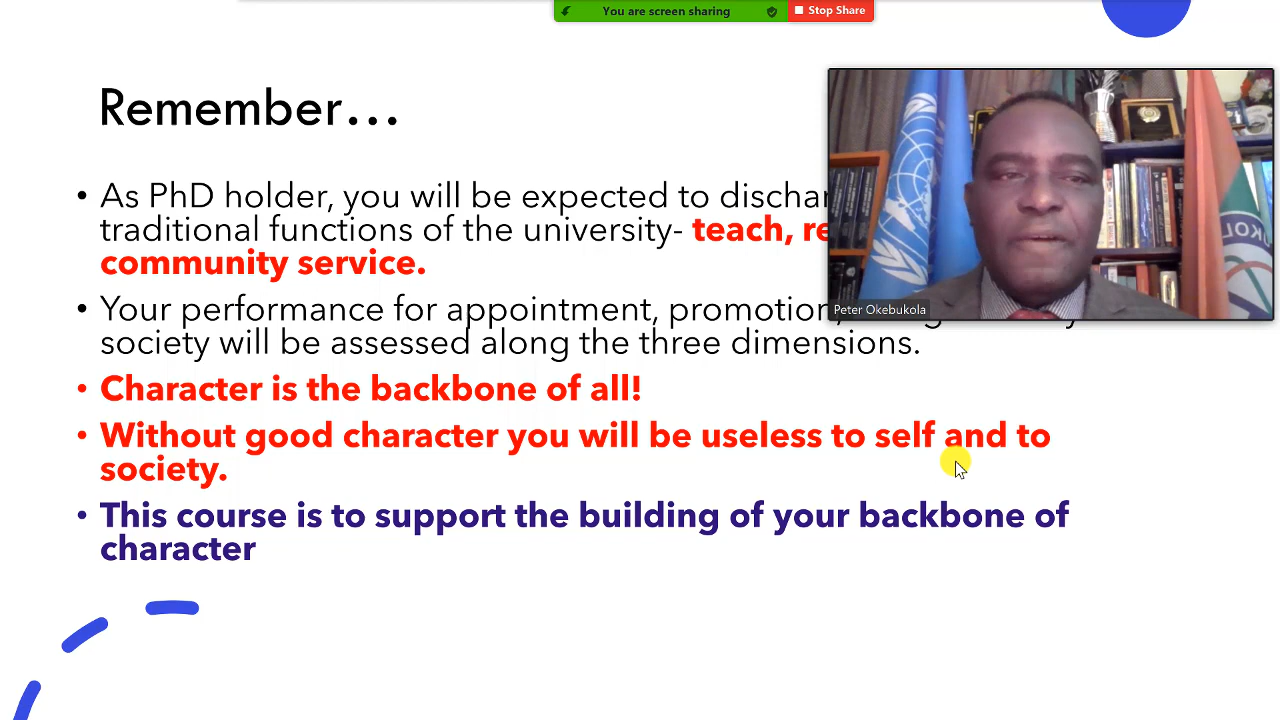 You are screen sharing
Stop Share
Remember...
• As PhD holder, you will be expected to
traditional functions of the university- teach,
community service.
• Your performance for appointment, promotion,
society will be assessed along the three dimensions.
• Character is the backbone of all!
• Without good character you will be useless to self and to
society.
• This course is to support the building of your backbone of
character
Peter Okebukola